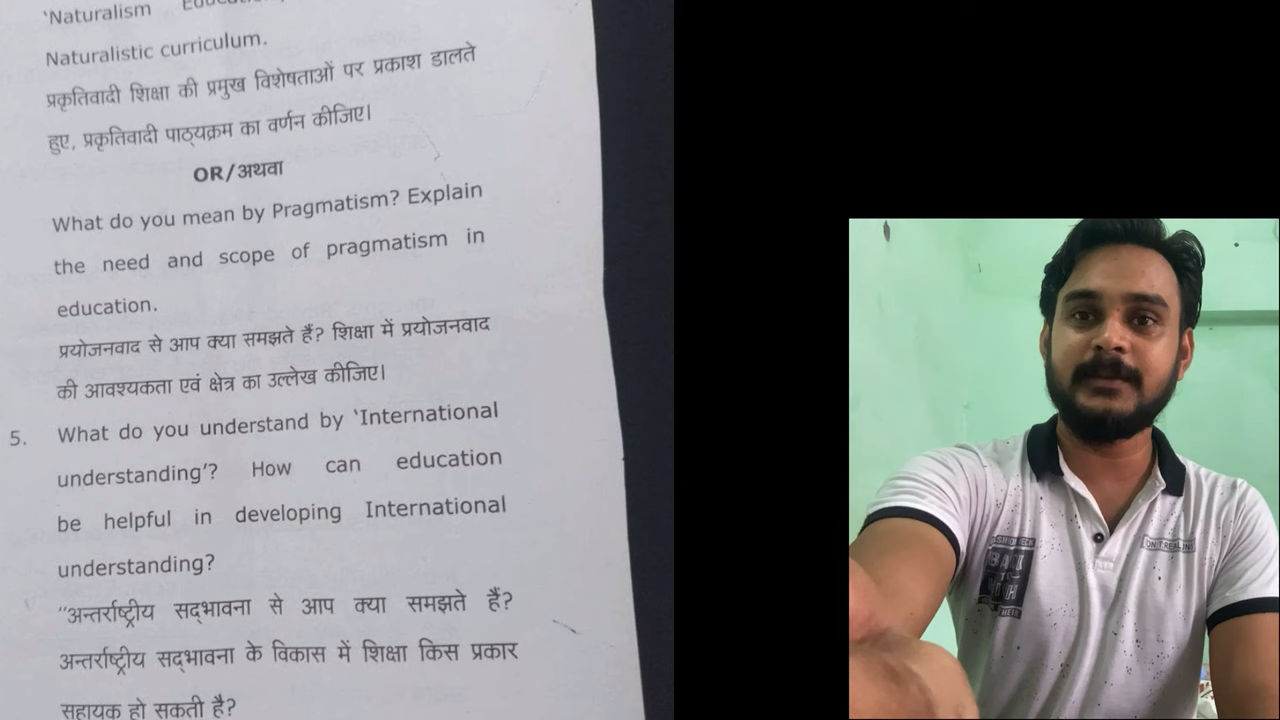 'Naturalism
Naturalistic curriculum.
प्रकृतिवादी शिक्षा की प्रमुख विशेषताओं पर प्रकाश डालते
हुए, प्रकृतिवादी पाठ्यक्रम का वर्णन कीजिए।
OR/अथवा
What do you mean by Pragmatism? Explain
the need and scope of pragmatism in
education.
प्रयोजनवाद से आप क्या समझते हैं? शिक्षा में प्रयोजनवाद
की आवश्यकता एवं क्षेत्र का उल्लेख कीजिए।
5. What do you understand by 'International
understanding'? How can education
be helpful in developing International
understanding?
"अन्तर्राष्ट्रीय सद्‌भावना से आप क्या समझते हैं?
अन्तर्राष्ट्रीय सद्‌भावना के विकास में शिक्षा किस प्रकार
सहायक हो सकती है?